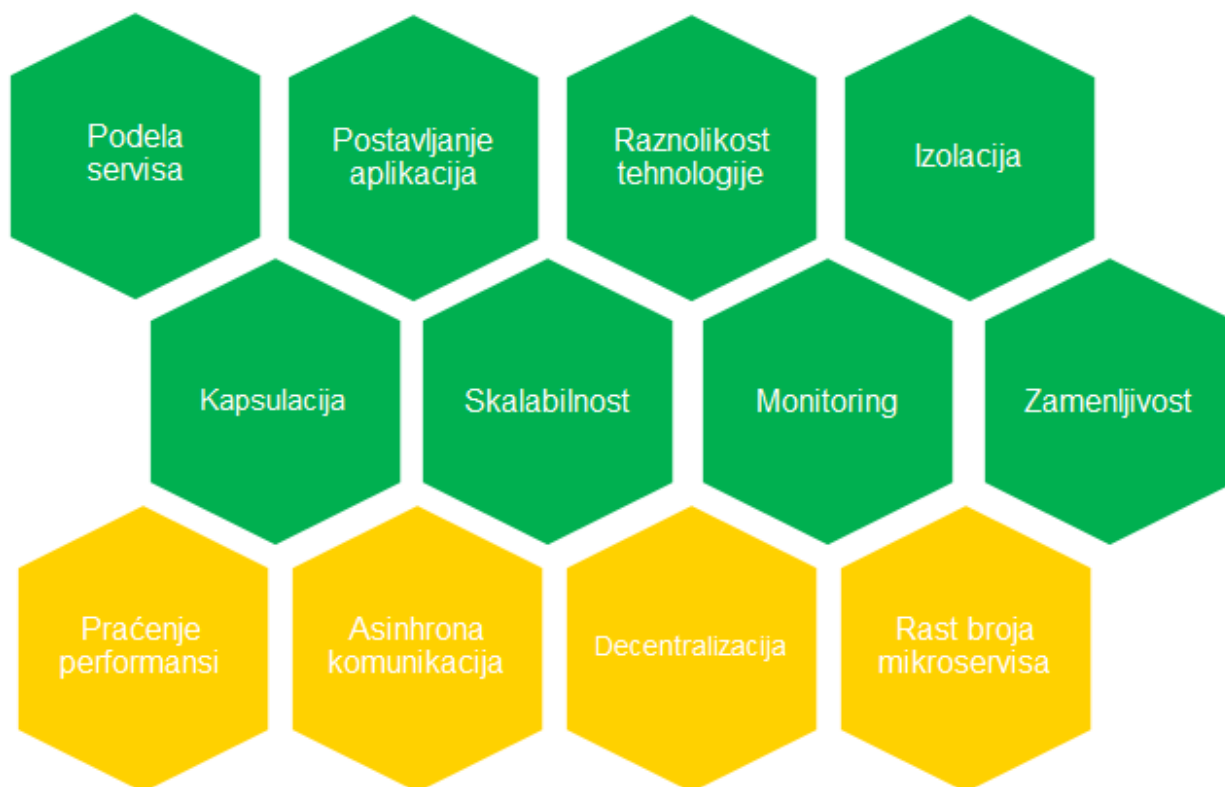 Podela
servisa
Postavljanje
aplikacija
Raznolikost
tehnologije
Izolacija
Kapsulacija
Skalabilnost
Monitoring
Zamenljivost
Praćenje
performansi
Asinhrona
komunikacija
Decentralizacija
Rast broja
mikroservisa